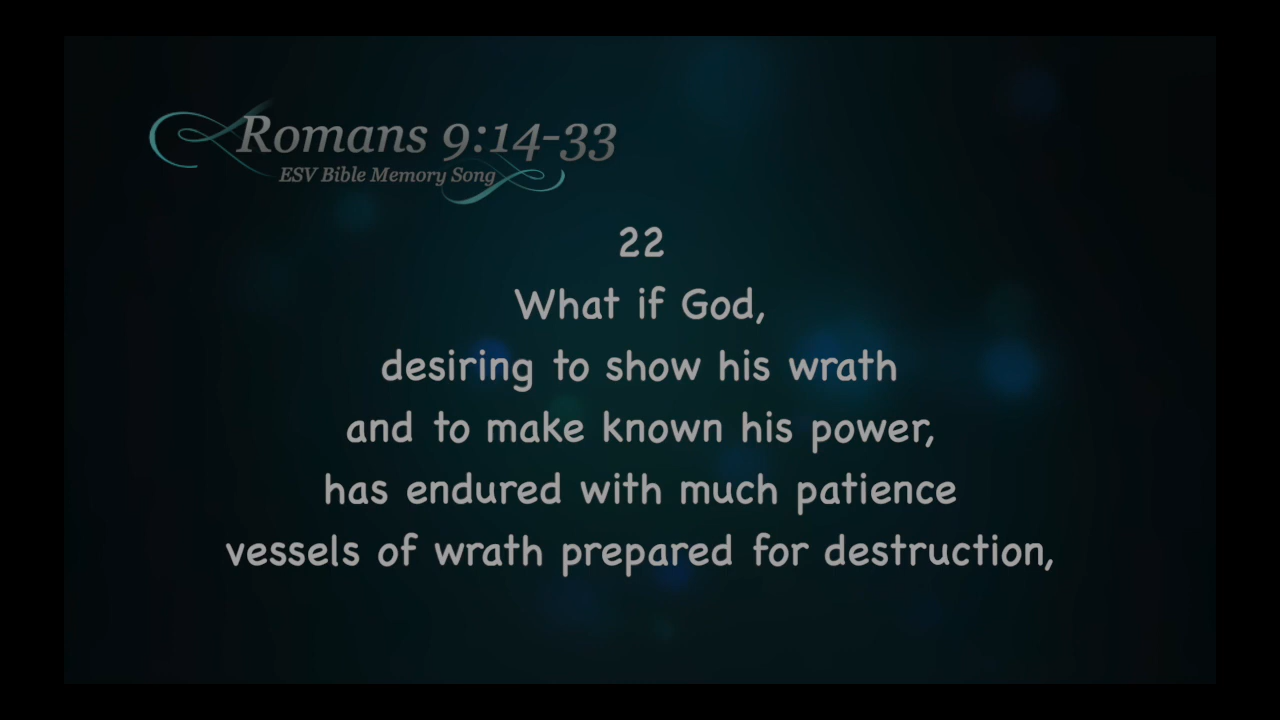 Romans 9:14-33
ESV Bible Memory Song
22
What if God,
desiring to show his wrath
and to make known his power,
has endured with much patience
vessels of wrath prepared for destruction,